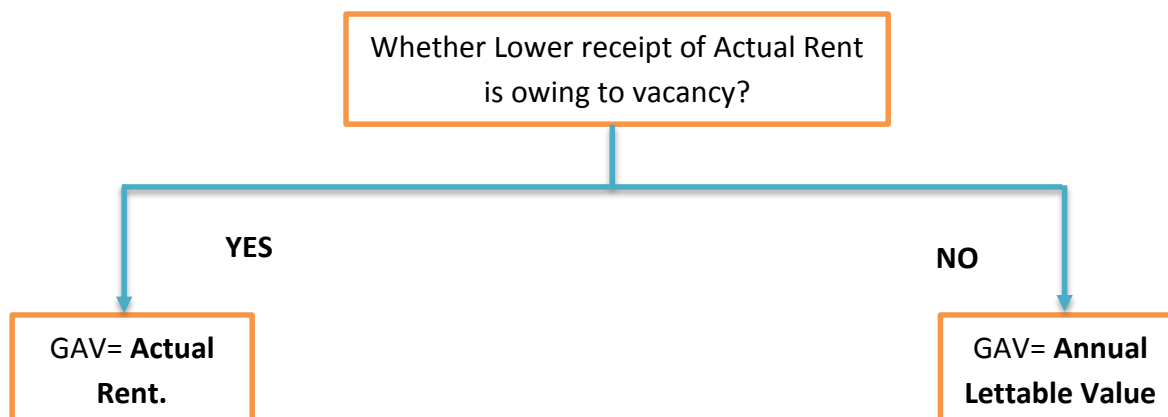 Whether Lower receipt of Actual Rent
is owing to vacancy?
YES
NO
GAV= Actual
Rent.
GAV= Annual
Lettable Value